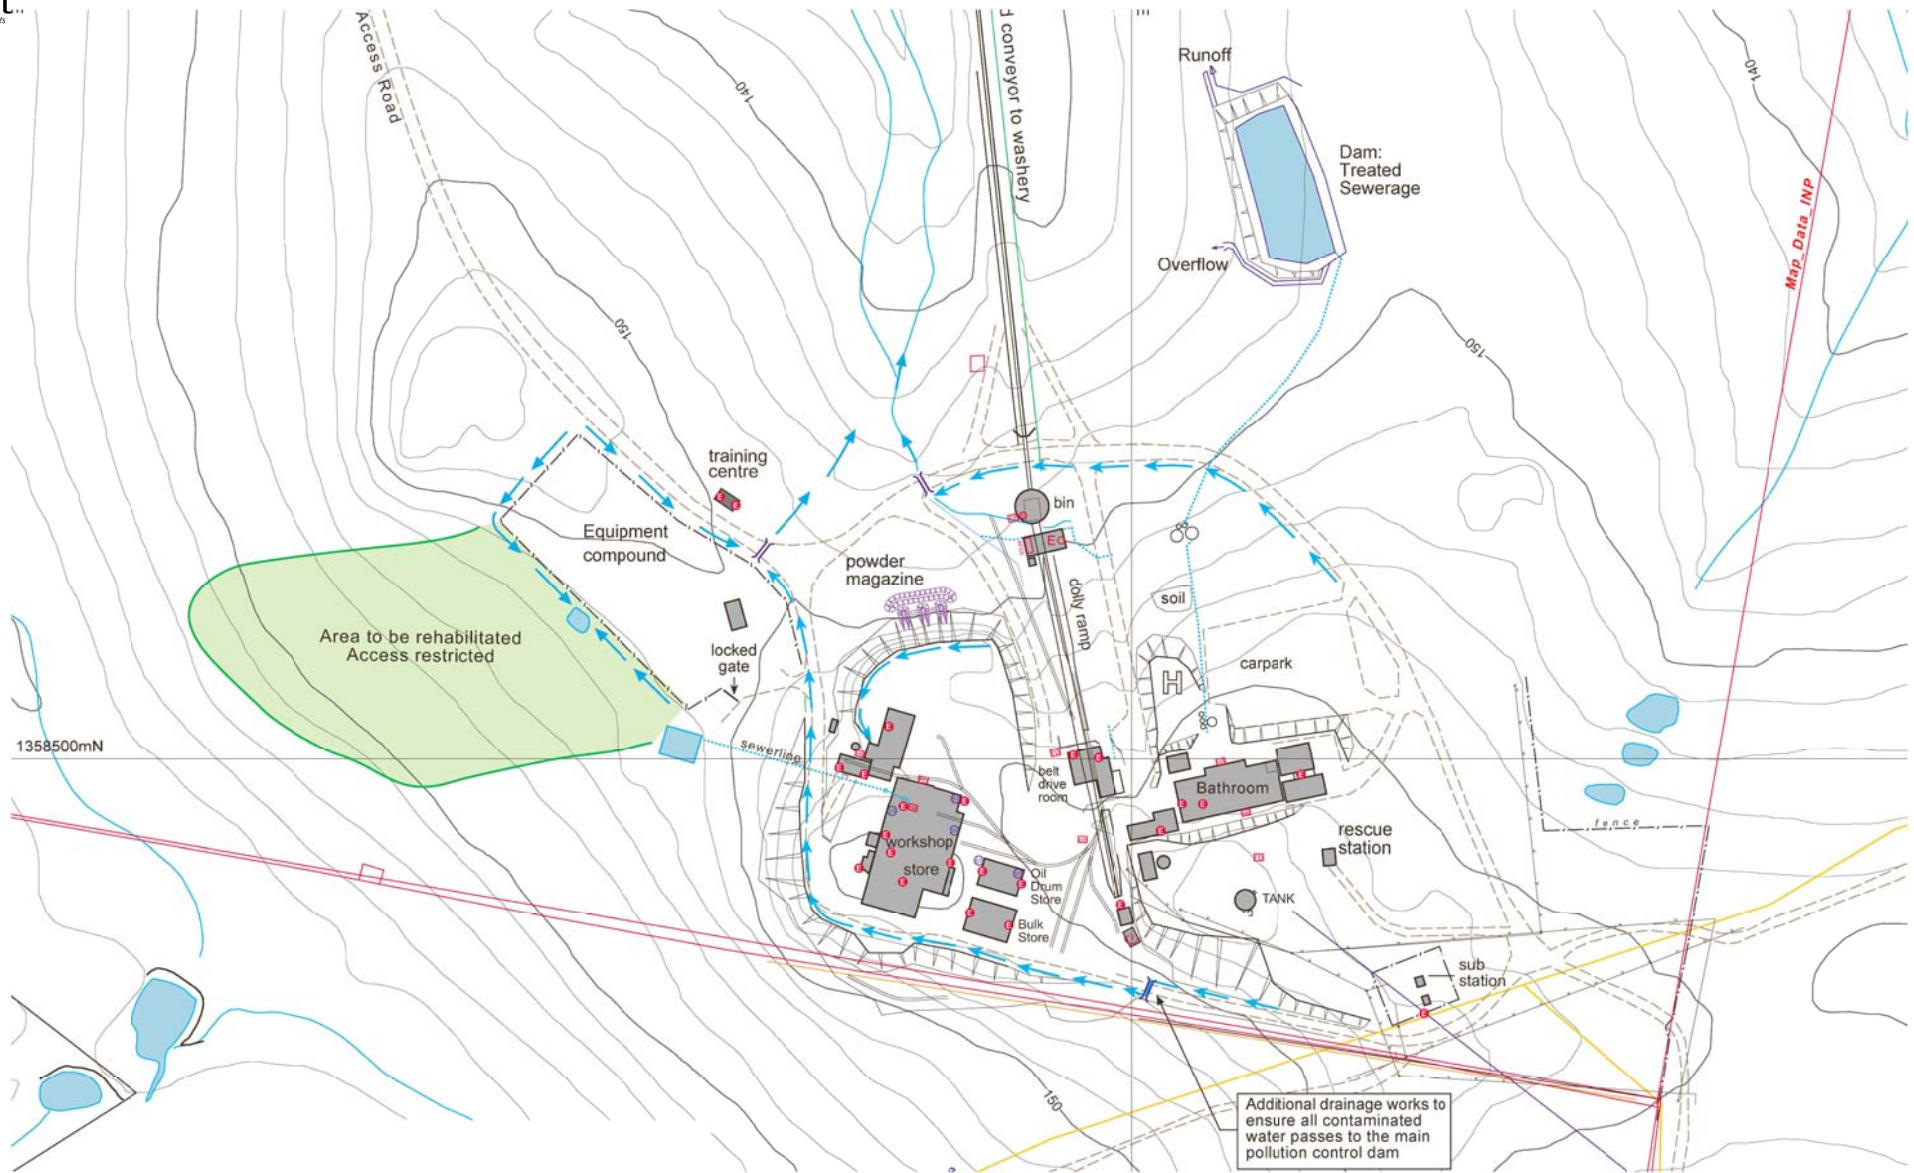 Access Road
d conveyor to washery
140
140
Runoff
Dam:
Treated
Sewerage
Overflow
Map_Data_INP
150
150
training
centre
bin
Equipment
compound
powder
magazine
dolly ramp
soil
Area to be rehabilitated
Access restricted
locked
gate
carpark
H
1358500mN
sewerline
belt
drive
room
Bathroom
workshop
store
rescue
station
fence
Oil
Drum
Store
TANK
Bulk
Store
sub
station
150
Additional drainage works to
ensure all contaminated
water passes to the main
pollution control dam